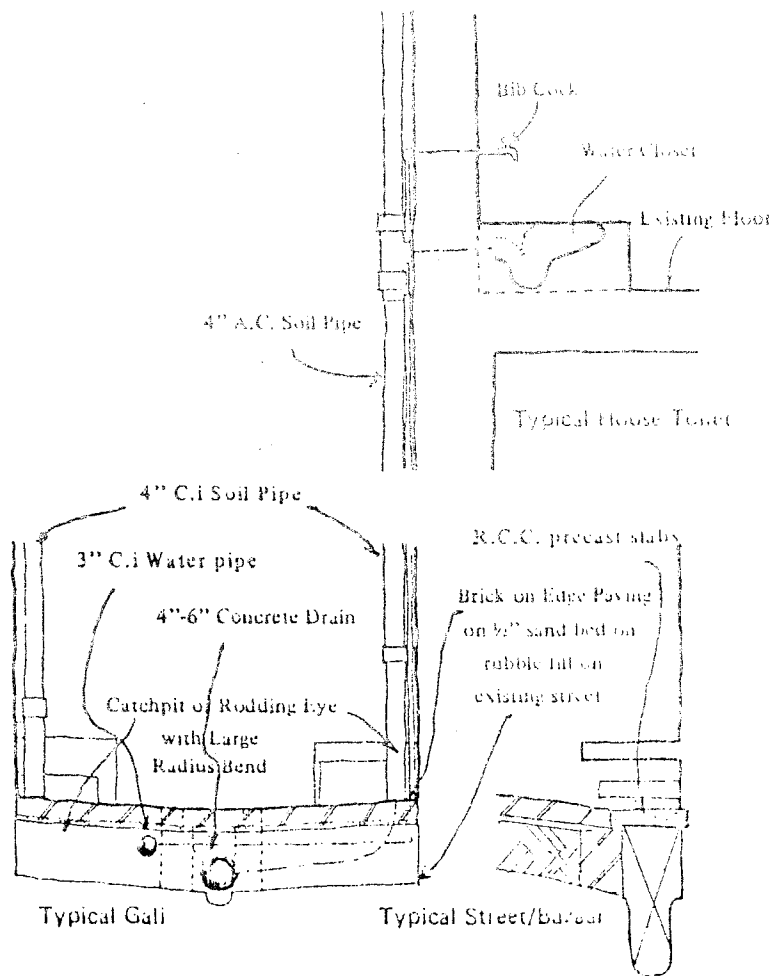 Bib Cock
Water Closet
Existing Floor
4" A.C. Soil Pipe
Typical House Toilet
4" C.i Soil Pipe
R.C.C. precast slabs
3" C.i Water pipe
Brick on Edge Paving
on ½" sand bed on
rubble fill on
existing street
4"-6" Concrete Drain
Catchpit or Rodding Eye
with Large
Radius Bend
Typical Gali
Typical Street/Bazaar